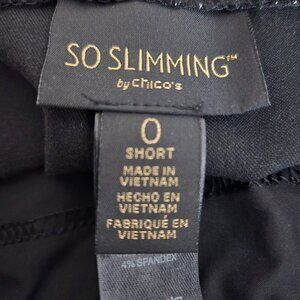 SO SLIMMING™
by chico's
0
SHORT
MADE IN
VIETNAM
HECHO EN
VIETNAM
FABRIQUÉ EN
VIETNAM
4% SPANDEX